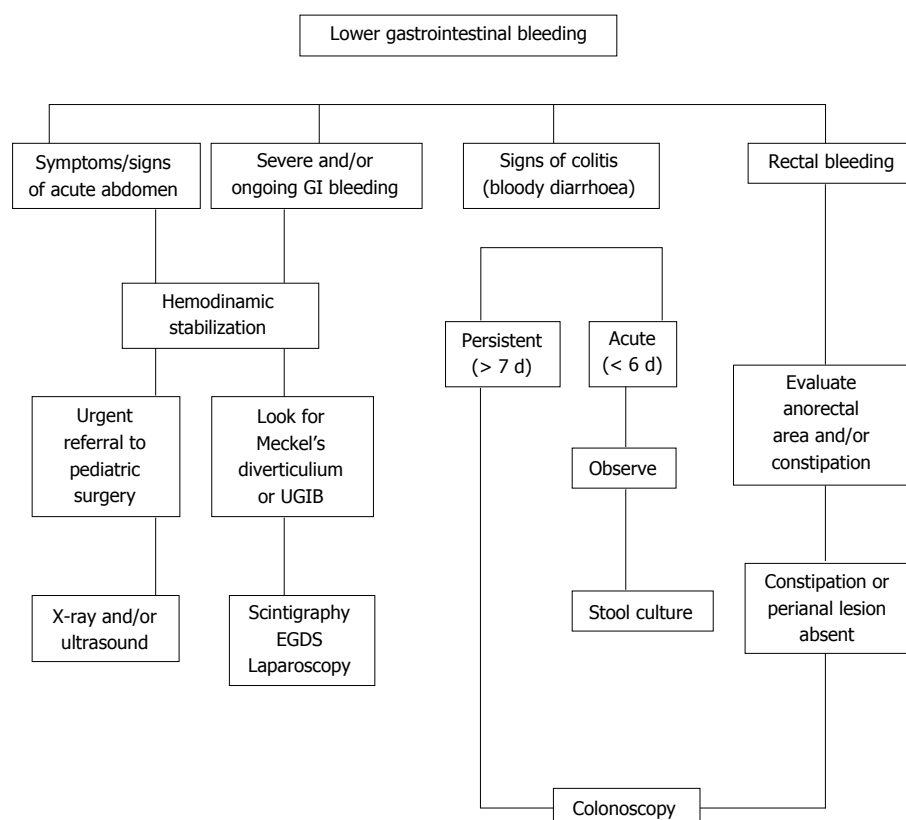 Lower gastrointestinal bleeding
Symptoms/signs
of acute abdomen
Severe and/or
ongoing GI bleeding
Signs of colitis
(bloody diarrhoea)
Rectal bleeding
Hemodinamic
stabilization
Persistent
(> 7 d)
Acute
(< 6 d)
Urgent
referral to
pediatric
surgery
Look for
Meckel's
diverticulium
or UGIB
Observe
Evaluate
anorectal
area and/or
constipation
X-ray and/or
ultrasound
Scintigraphy
EGDS
Laparoscopy
Stool culture
Constipation or
perianal lesion
absent
Colonoscopy